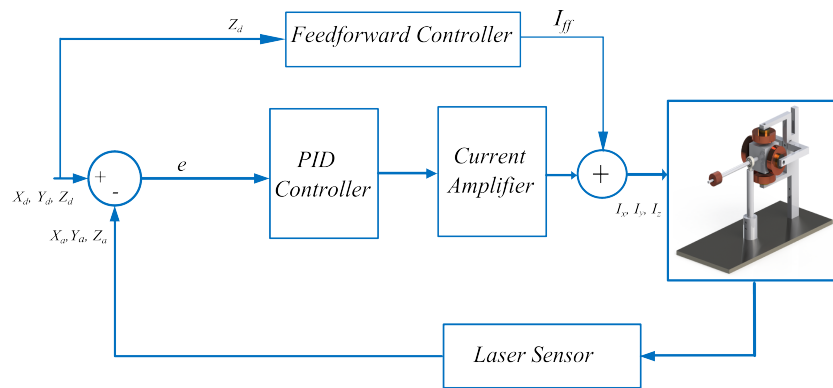 Z_d
Feedforward Controller
I_ff
+
-
e
PID
Controller
Current
Amplifier
+
X_d, Y_d, Z_d
I_x, I_y, I_z
X_a, Y_a, Z_a
Laser Sensor